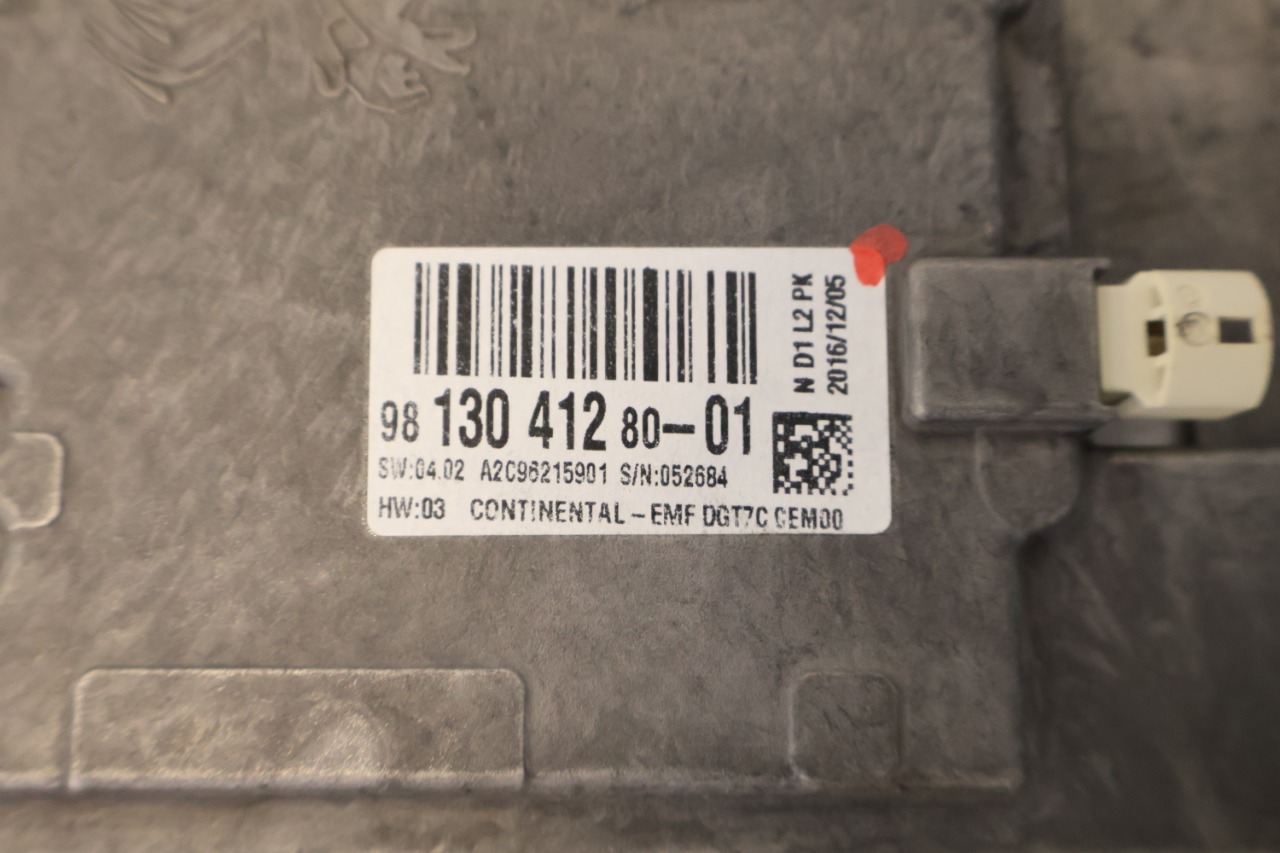 98 130 412 80-01
SW:04.02 A2C96215901 S/N:052684
HW:03 CONTINENTAL-EMF DGT7C CEM00
N D1 L2 PK
2016/12/05